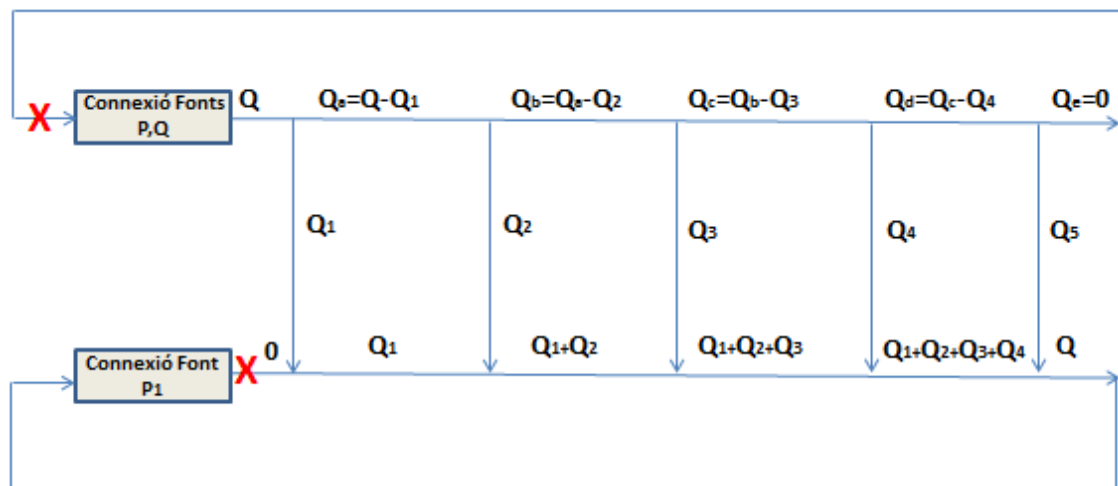 Q Qa=Q-Q1 Qb=Qa-Q2 Qc=Qb-Q3 Qd=Qc-Q4 Qe=0
Connexió Fonts
P,Q
X
Q1 Q2 Q3 Q4 Q5
0 Q1 Q1+Q2 Q1+Q2+Q3 Q1+Q2+Q3+Q4 Q
Connexió Font
P1
X